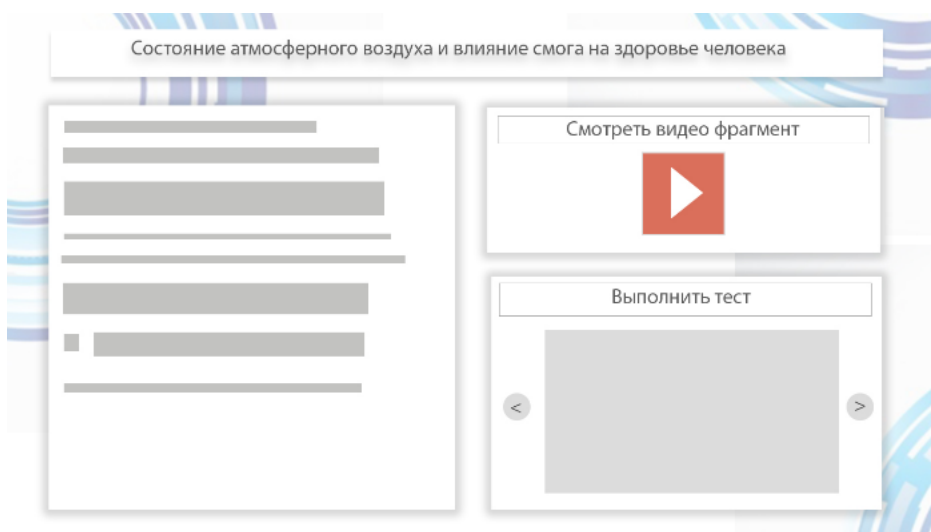 Состояние атмосферного воздуха и влияние смога на здоровье человека
Смотреть видео фрагмент
Выполнить тест
<
>